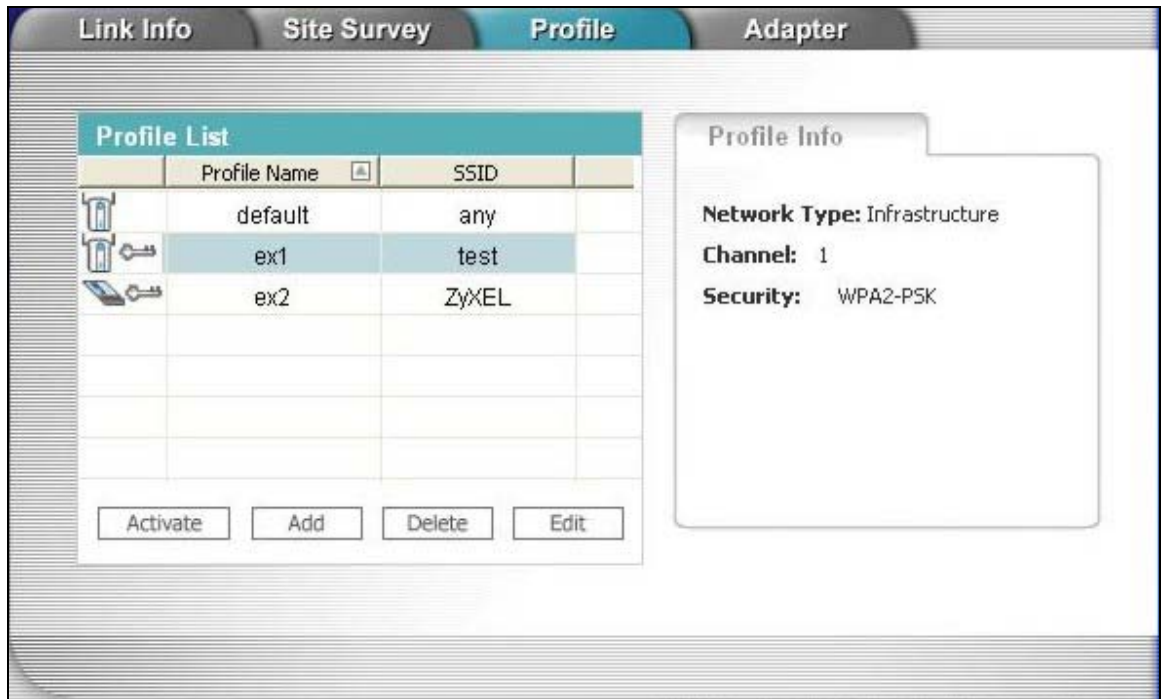 Link Info Site Survey Profile Adapter
Profile List
Profile Name SSID
default any
ex1 test
ex2 ZyXEL
Activate Add Delete Edit
Profile Info
Network Type: Infrastructure
Channel: 1
Security: WPA2-PSK